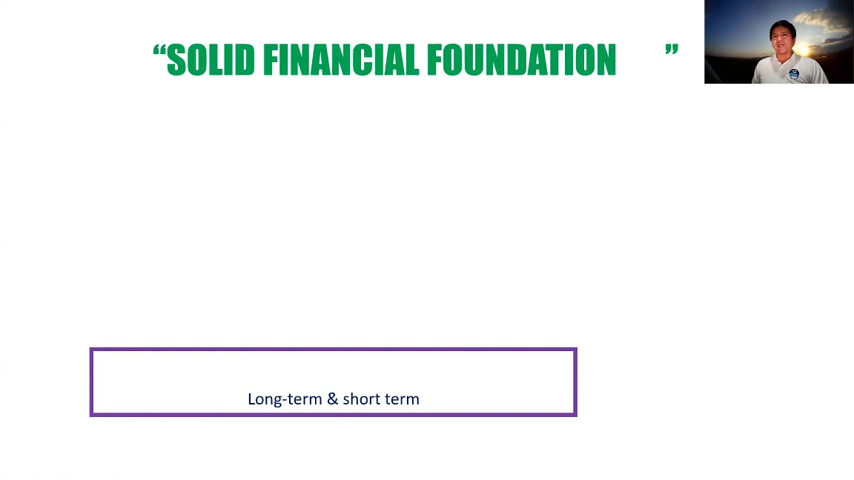 “SOLID FINANCIAL FOUNDATION ”
Long-term & short term